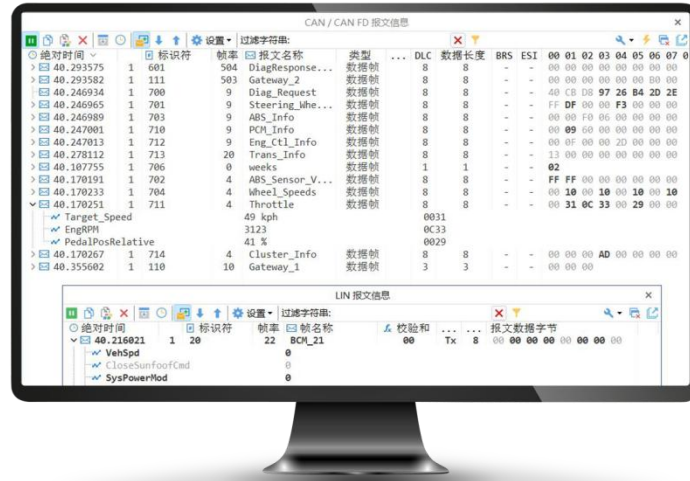 CAN / CAN FD 报文信息
设置 过滤字符串:
绝对时间 标识符 帧率 报文名称 类型 ... DLC 数据长度 BRS ESI 00 01 02 03 04 05 06 07 0
40.293575 1 601 504 DiagResponse... 数据帧 8 8 - - 00 00 00 00 00 00 00 00
40.293582 1 111 503 Gateway_2 数据帧 8 8 - - 00 00 00 00 00 00 B0 00
40.246934 1 700 9 Diag_Request 数据帧 8 8 - - 40 CB D8 97 26 B4 2D 2E
40.246965 1 701 9 Steering_Whe... 数据帧 8 8 - - FF DF 00 00 F3 00 00 00
40.246989 1 703 9 ABS_Info 数据帧 8 8 - - 00 00 F0 06 00 00 00 00
40.247001 1 710 9 PCM_Info 数据帧 8 8 - - 00 09 60 00 00 00 00 00
40.247013 1 712 9 Eng_Ctl_Info 数据帧 8 8 - - 00 0F 00 00 2D 00 00 00
40.278112 1 713 20 Trans_Info 数据帧 8 8 - - 13 00 00 00 00 00 00 00
40.107755 1 706 0 weeks 数据帧 1 1 - - 02
40.170191 1 702 4 ABS_Sensor_V... 数据帧 8 8 - - FF FF 00 00 00 00 00 00
40.170233 1 704 4 Wheel_Speeds 数据帧 8 8 - - 00 10 00 10 00 10 00 10
40.170251 1 711 4 Throttle 数据帧 8 8 - - 00 31 0C 33 00 29 00 00
Target_Speed 49 kph 0031
EngRPM 3123 0C33
PedalPosRelative 41 % 0029
40.170267 1 714 4 Cluster_Info 数据帧 8 8 - - 00 00 00 AD 00 00 00 00
40.355602 1 110 10 Gateway_1 数据帧 3 3 - - 00 00 00
LIN 报文信息
设置 过滤字符串:
绝对时间 标识符 帧率 帧名称 校验和 ... ... 报文数据字节
40.216021 1 20 22 BCM_21 00 Tx 8 00 00 00 00 00 00 00 00
VehSpd 0
CloseSunfoofCmd 0
SysPowerMod 0